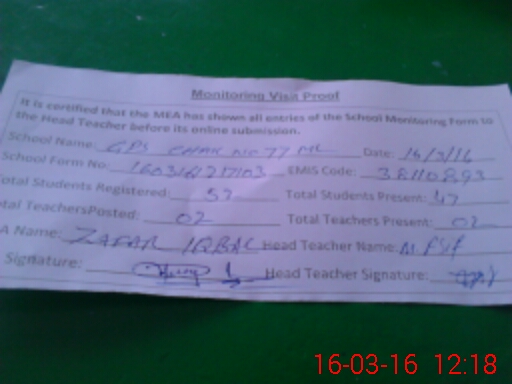 Monitoring Visit Proof
It is certified that the MEA has shown all entries of the School Monitoring Form to
the Head Teacher before its online submission.
School Name: GPS CHAK NO 77 ML Date: 16/3/16
School Form No: EMIS Code: 38110893
Total Students Registered: 57 Total Students Present: 47
Total TeachersPosted: 02 Total Teachers Present: 02
A Name: ZAFAR IQBAL Head Teacher Name:
Signature: Head Teacher Signature:
16-03-16 12:18